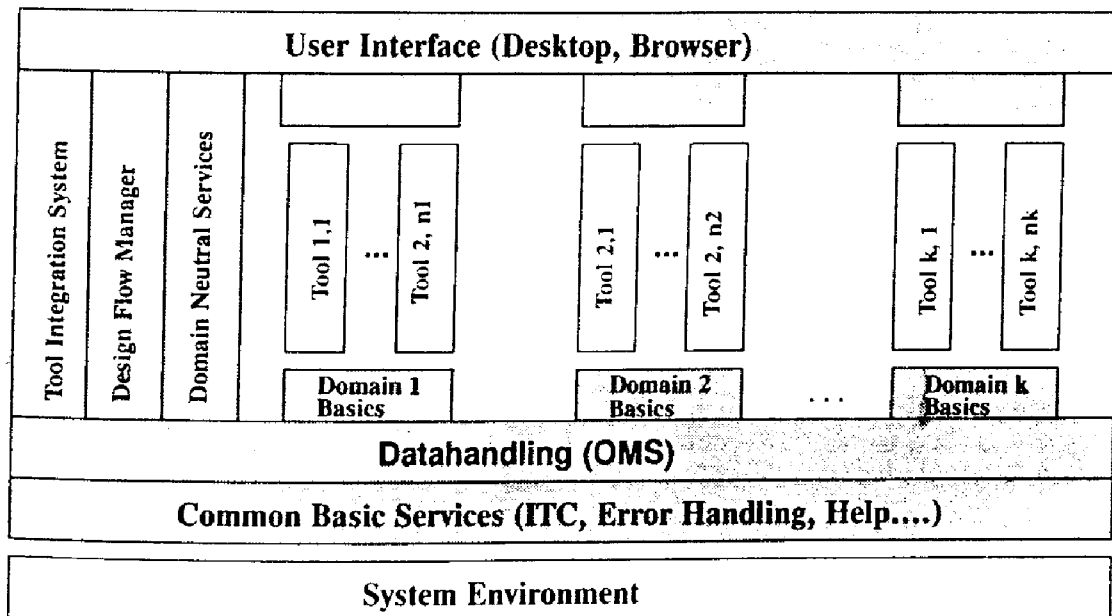 User Interface (Desktop, Browser)
Tool Integration System
Design Flow Manager
Domain Neutral Services
Tool 1,1
...
Tool 2, n1
Tool 2,1
...
Tool 2, n2
Tool k, 1
...
Tool k, nk
Domain 1
Basics
Domain 2
Basics
. . .
Domain k
Basics
Datahandling (OMS)
Common Basic Services (ITC, Error Handling, Help....)
System Environment